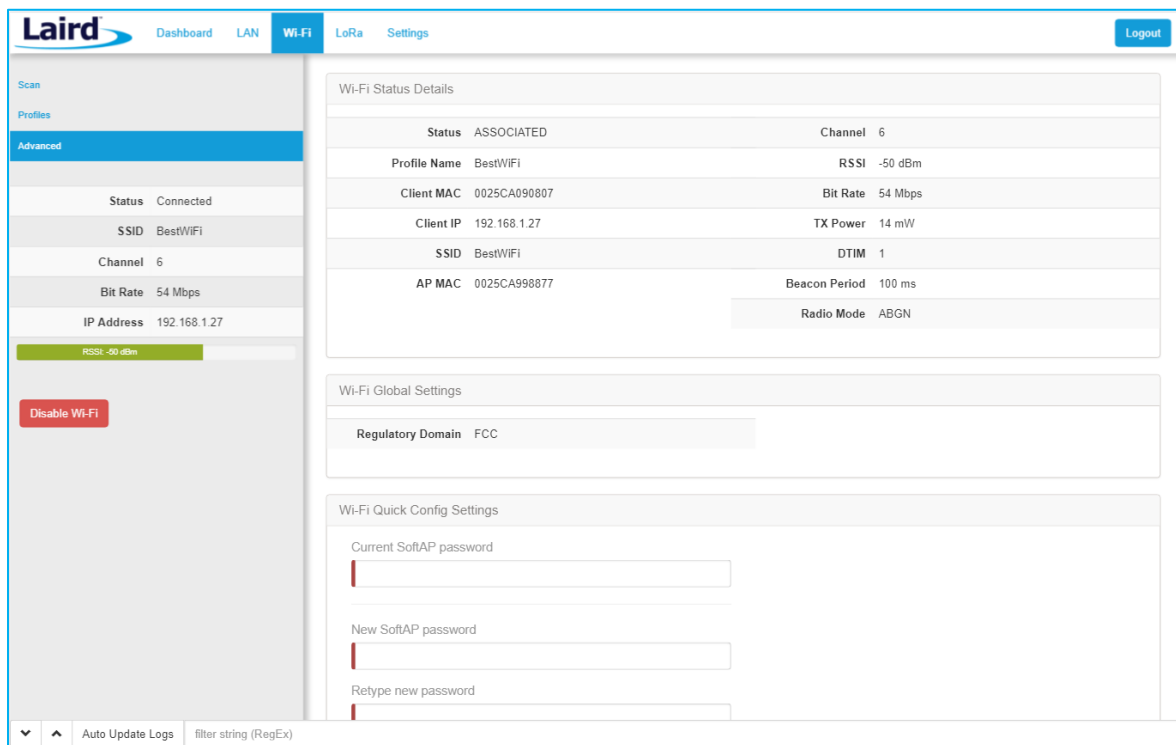 Laird
Dashboard LAN Wi-Fi LoRa Settings Logout
Scan
Profiles
Advanced
Status Connected
SSID BestWiFi
Channel 6
Bit Rate 54 Mbps
IP Address 192.168.1.27
RSSI: -50 dBm
Disable Wi-Fi
Wi-Fi Status Details
Status ASSOCIATED Channel 6
Profile Name BestWiFi RSSI -50 dBm
Client MAC 0025CA090807 Bit Rate 54 Mbps
Client IP 192.168.1.27 TX Power 14 mW
SSID BestWiFi DTIM 1
AP MAC 0025CA998877 Beacon Period 100 ms
Radio Mode ABGN
Wi-Fi Global Settings
Regulatory Domain FCC
Wi-Fi Quick Config Settings
Current SoftAP password
New SoftAP password
Retype new password
Auto Update Logs filter string (RegEx)